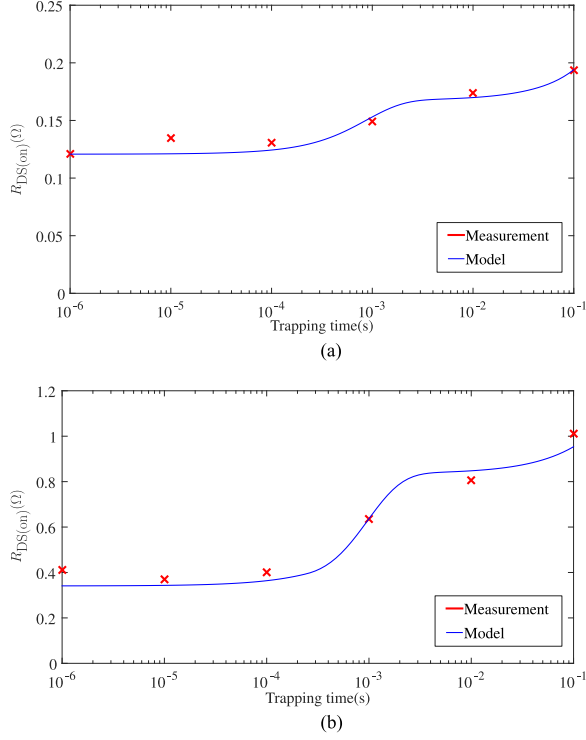 0.25
0.2
0.15
0.1
0.05
0
R_DS(on)(Ω)
10^-6 10^-5 10^-4 10^-3 10^-2 10^-1
Trapping time(s)
Measurement
Model
(a)
1.2
1
0.8
0.6
0.4
0.2
0
R_DS(on)(Ω)
10^-6 10^-5 10^-4 10^-3 10^-2 10^-1
Trapping time(s)
Measurement
Model
(b)